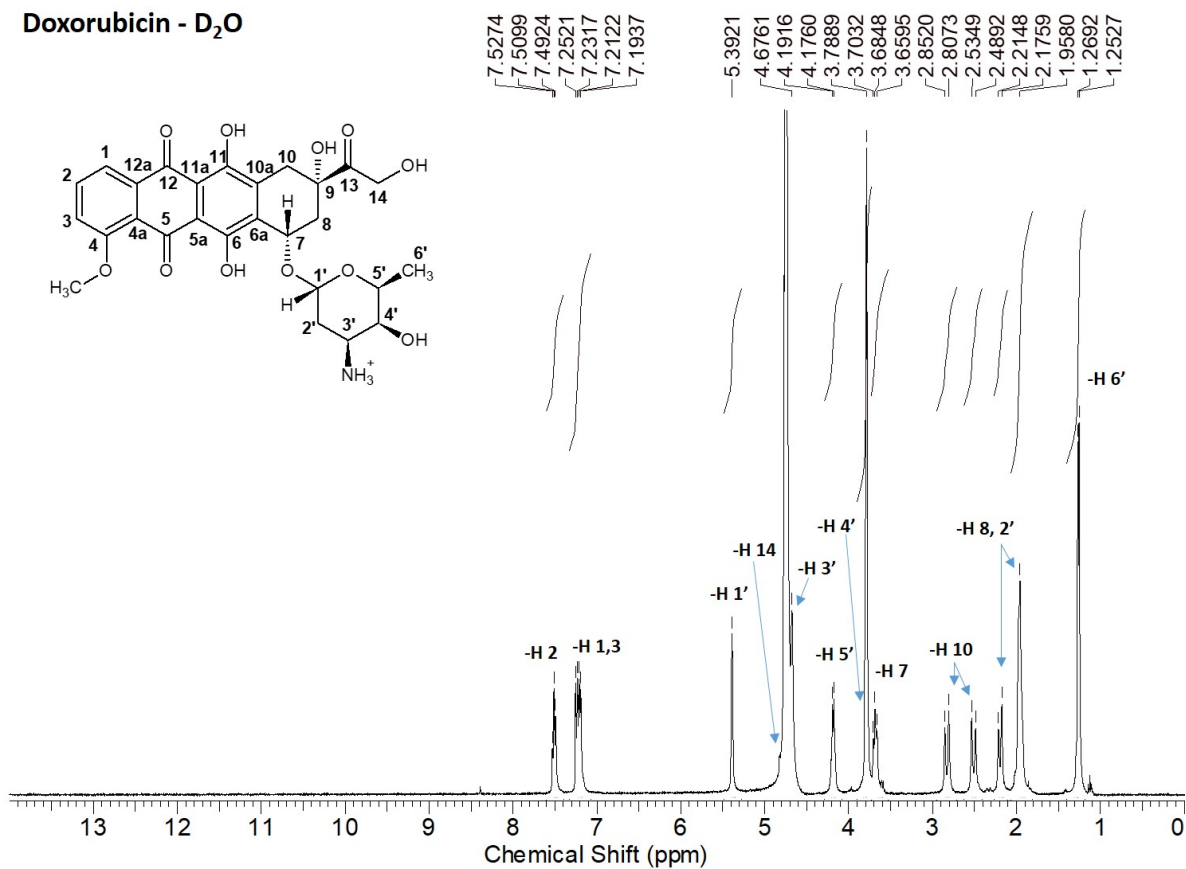 Doxorubicin - D₂O
7.5274
7.5099
7.4924
7.2521
7.2317
7.2122
7.1937
5.3921
4.6761
4.1916
4.1760
3.7889
3.7032
3.6848
3.6595
2.8520
2.8073
2.5349
2.4892
2.2148
2.1759
1.9580
1.2692
1.2527
O OH OH O
1 12a 11a 11 10a 10 OH
2 12 9 13 14
3 5 8
4 4a 5a 6 6a 7 H
O O OH O 1' O 5' 6' CH₃
H₃C H 4'
2' 3' OH
NH₃⁺
-H 6'
-H 4'
-H 8, 2'
-H 14
-H 3'
-H 1'
-H 2
-H 1,3
-H 5'
-H 10
-H 7
13 12 11 10 9 8 7 6 5 4 3 2 1 0
Chemical Shift (ppm)